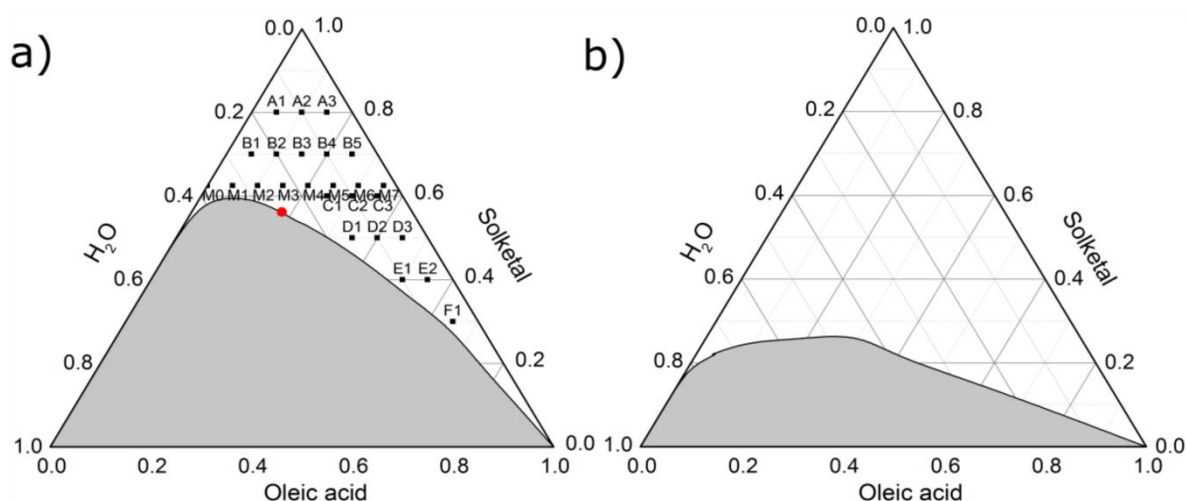 a)
0.0 1.0
A1 A2 A3
0.2 0.8
B1 B2 B3 B4 B5
0.4 M0 M1 M2 M3 M4 M5 M6 M7 0.6
C1 C2 C3
H2O
Solketal
D1 D2 D3
0.6 E1 E2 0.4
F1
0.8 0.2
1.0 0.0
0.0 0.2 0.4 0.6 0.8 1.0
Oleic acid
b)
0.0 1.0
0.2 0.8
0.4 0.6
H2O
Solketal
0.6 0.4
0.8 0.2
1.0 0.0
0.0 0.2 0.4 0.6 0.8 1.0
Oleic acid